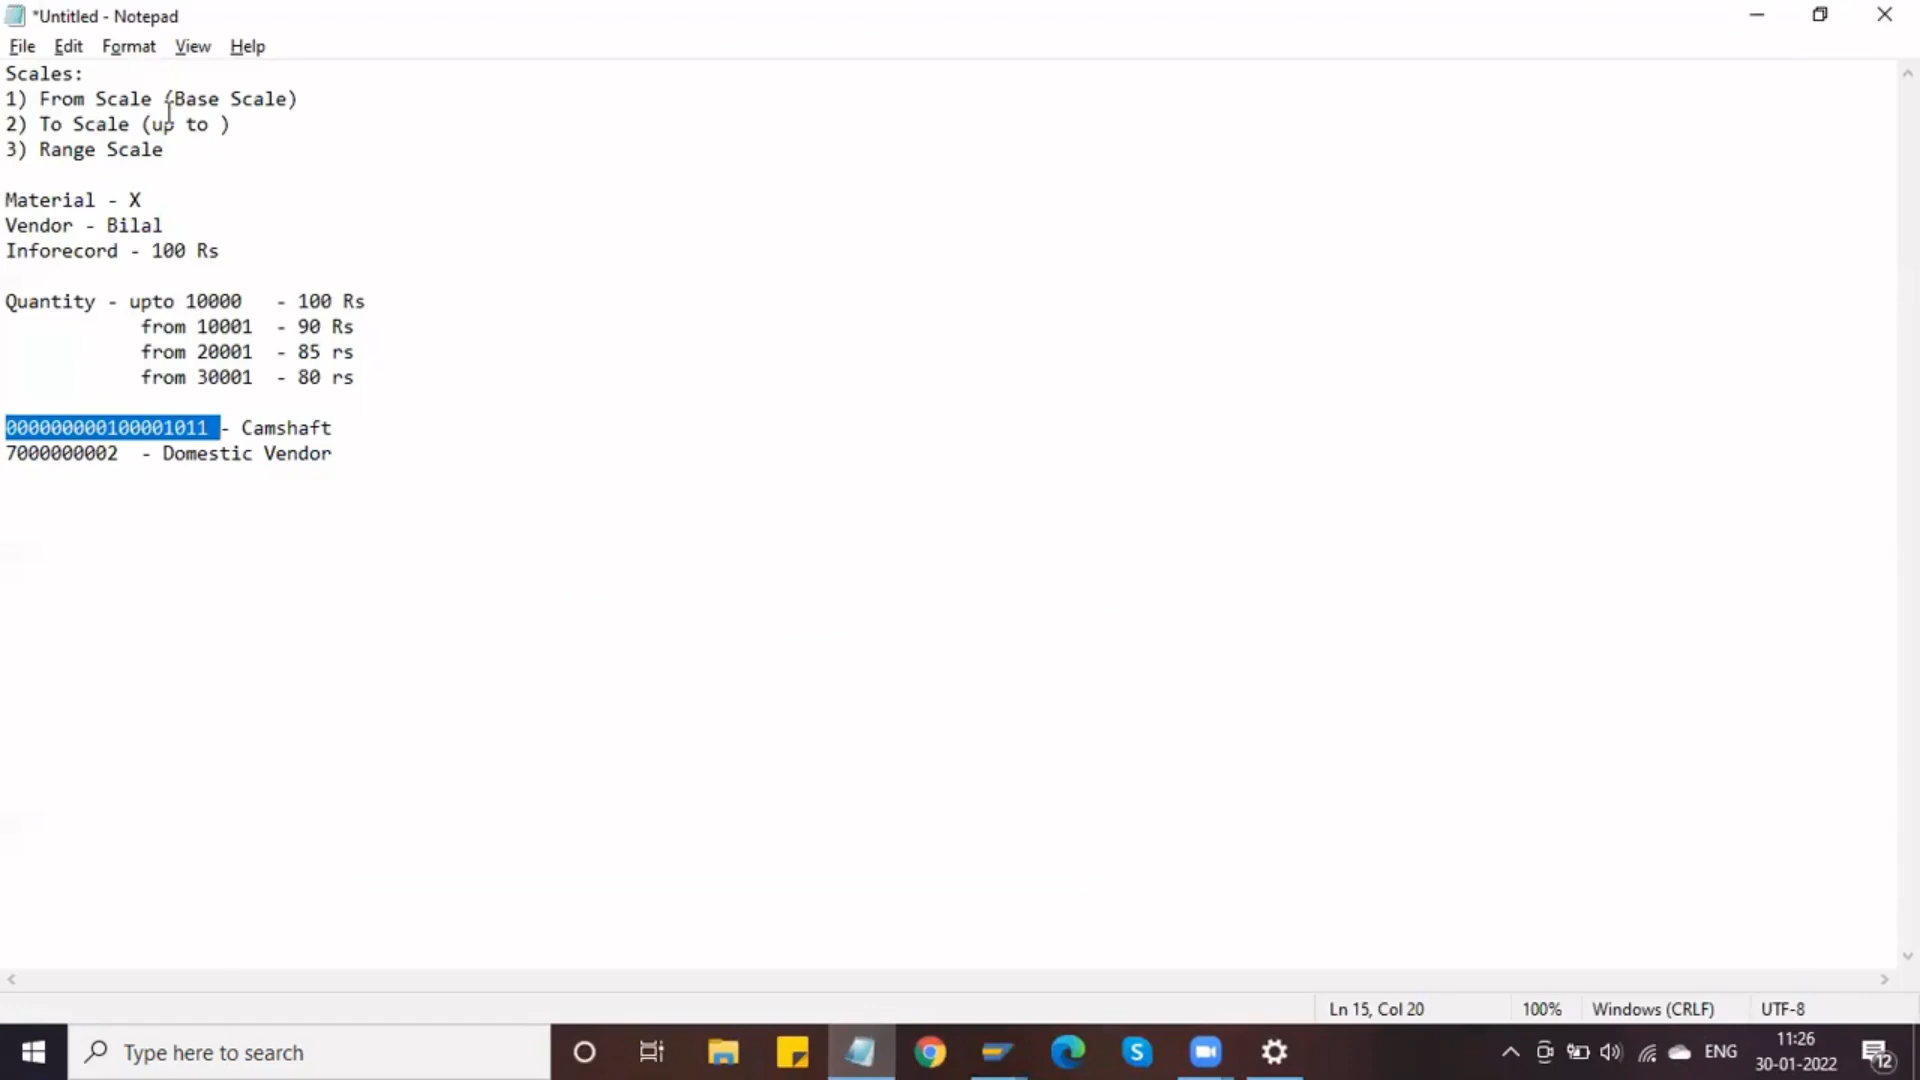 *Untitled - Notepad
File Edit Format View Help
Scales:
1) From Scale (Base Scale)
2) To Scale (up to )
3) Range Scale
Material - X
Vendor - Bilal
Inforecord - 100 Rs
Quantity - upto 10000 - 100 Rs
from 10001 - 90 Rs
from 20001 - 85 rs
from 30001 - 80 rs
000000000100001011 - Camshaft
7000000002 - Domestic Vendor
Ln 15, Col 20 100% Windows (CRLF) UTF-8
Type here to search
ENG
11:26
30-01-2022
12